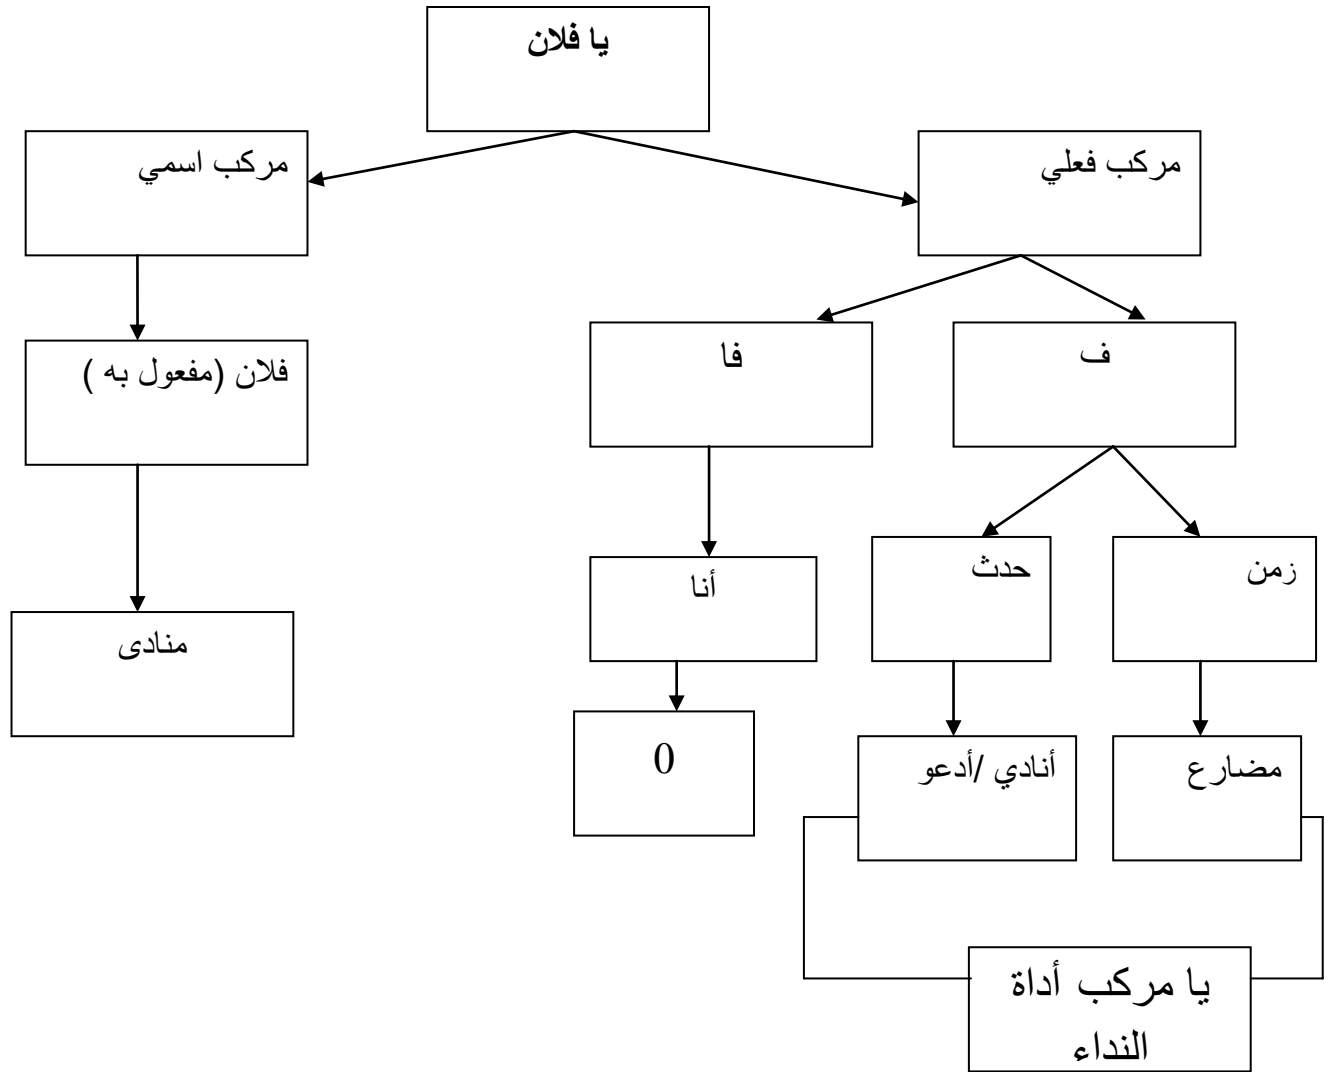 يا فلان
مركب فعلي
مركب اسمي
ف
فا
فلان (مفعول به )
زمن
حدث
أنا
منادى
مضارع
أنادي /أدعو
0
يا مركب أداة
النداء